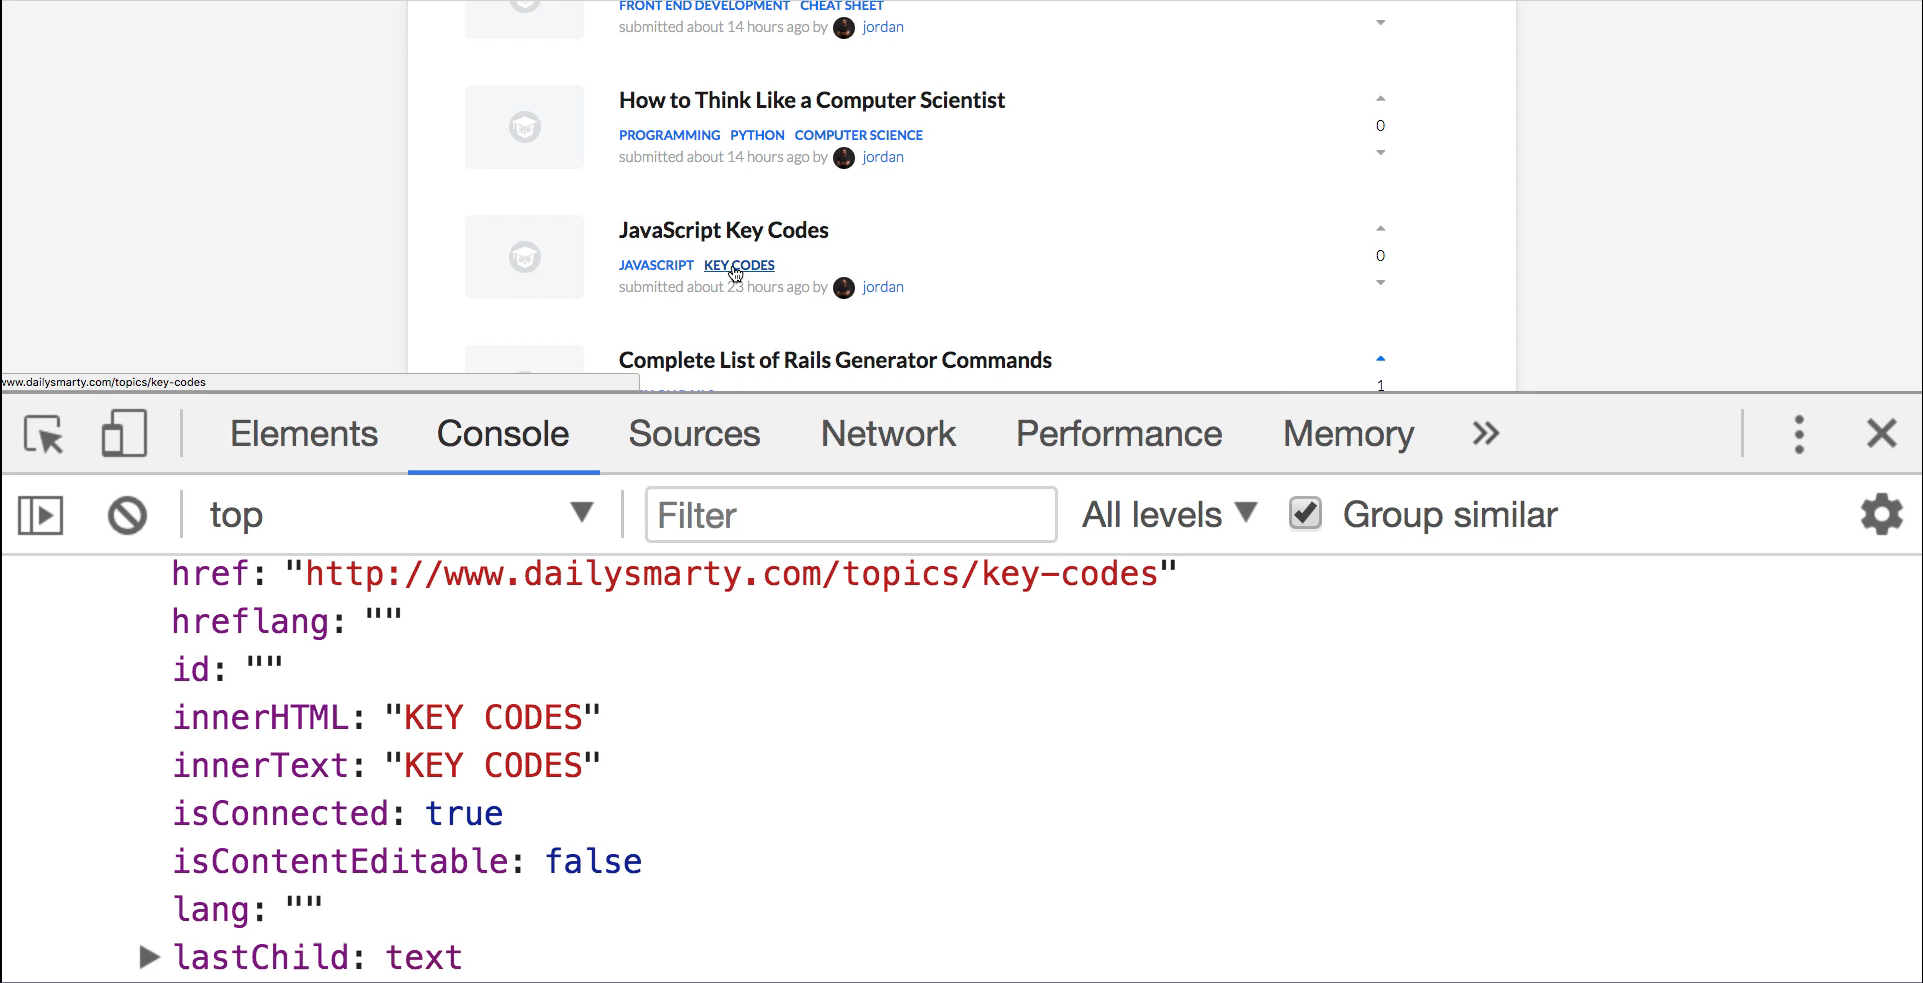 FRONT END DEVELOPMENT CHEAT SHEET
submitted about 14 hours ago by jordan
How to Think Like a Computer Scientist
0
PROGRAMMING PYTHON COMPUTER SCIENCE
submitted about 14 hours ago by jordan
JavaScript Key Codes
0
JAVASCRIPT KEY CODES
submitted about 23 hours ago by jordan
Complete List of Rails Generator Commands
1
www.dailysmarty.com/topics/key-codes
Elements Console Sources Network Performance Memory »
top Filter All levels Group similar
href: "http://www.dailysmarty.com/topics/key-codes"
hreflang: ""
id: ""
innerHTML: "KEY CODES"
innerText: "KEY CODES"
isConnected: true
isContentEditable: false
lang: ""
lastChild: text